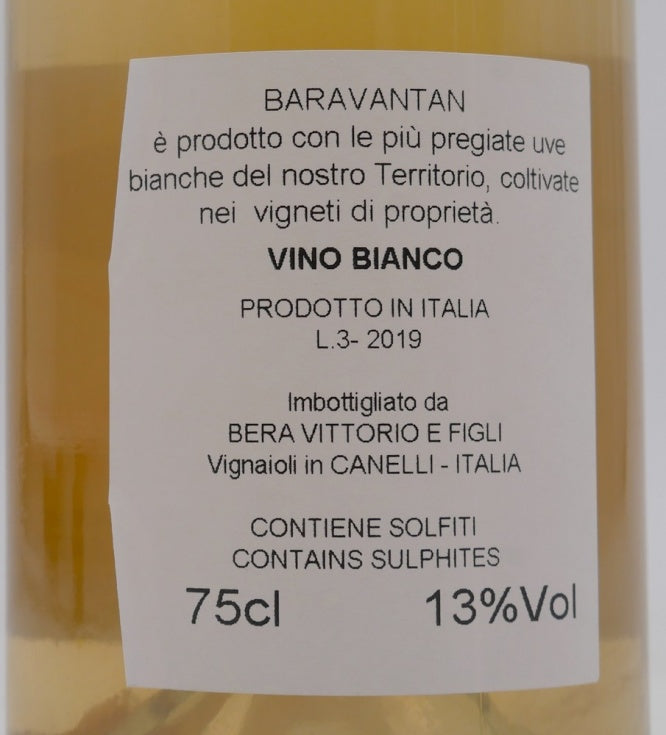 BARAVANTAN
è prodotto con le più pregiate uve
bianche del nostro Territorio, coltivate
nei vigneti di proprietà.
VINO BIANCO
PRODOTTO IN ITALIA
L.3- 2019
Imbottigliato da
BERA VITTORIO E FIGLI
Vignaioli in CANELLI - ITALIA
CONTIENE SOLFITI
CONTAINS SULPHITES
75cl 13%Vol